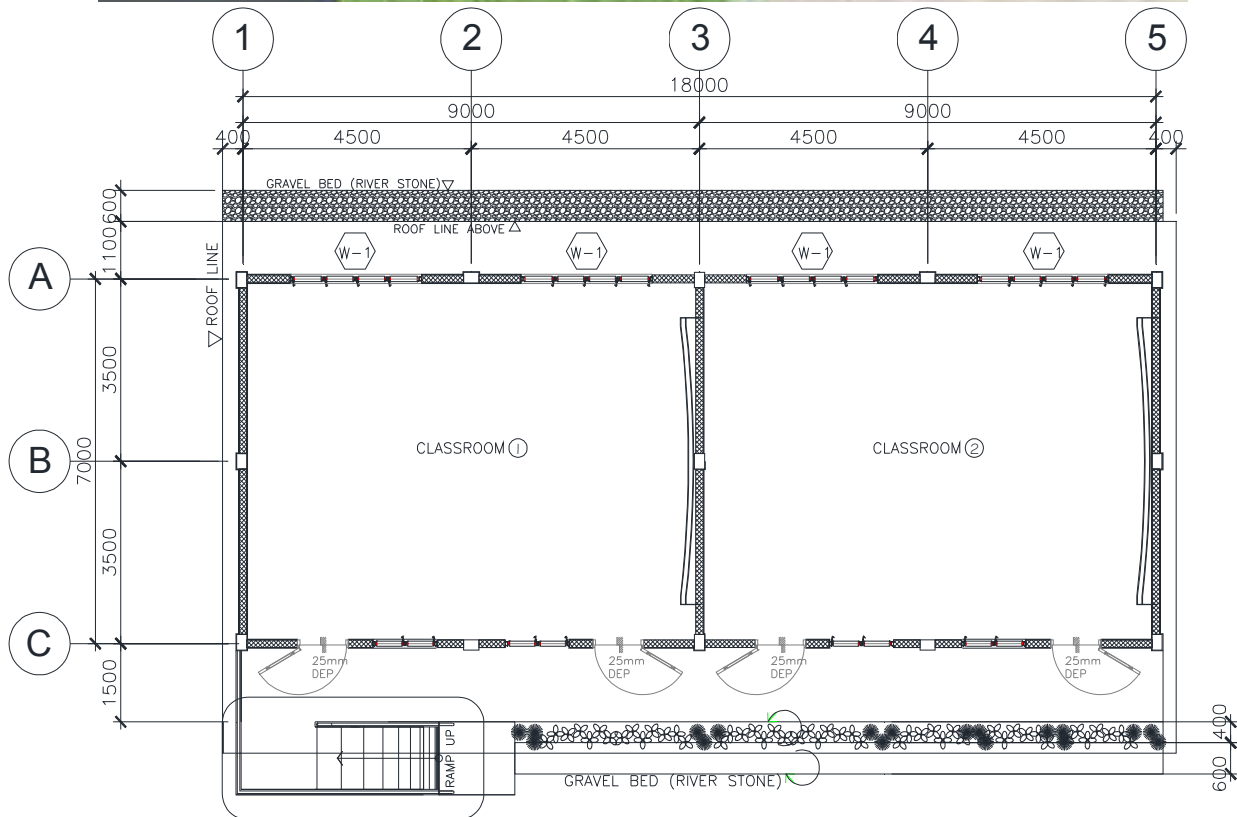 1 2 3 4 5
18000
9000 9000
400 4500 4500 4500 4500 400
GRAVEL BED (RIVER STONE)
600
ROOF LINE ABOVE
1100
W-1 W-1 W-1 W-1
A
ROOF LINE
3500
CLASSROOM 1 CLASSROOM 2
B
7000
3500
C
25mm 25mm 25mm 25mm
DEP DEP DEP DEP
1500
400
RAMP UP
GRAVEL BED (RIVER STONE)
600